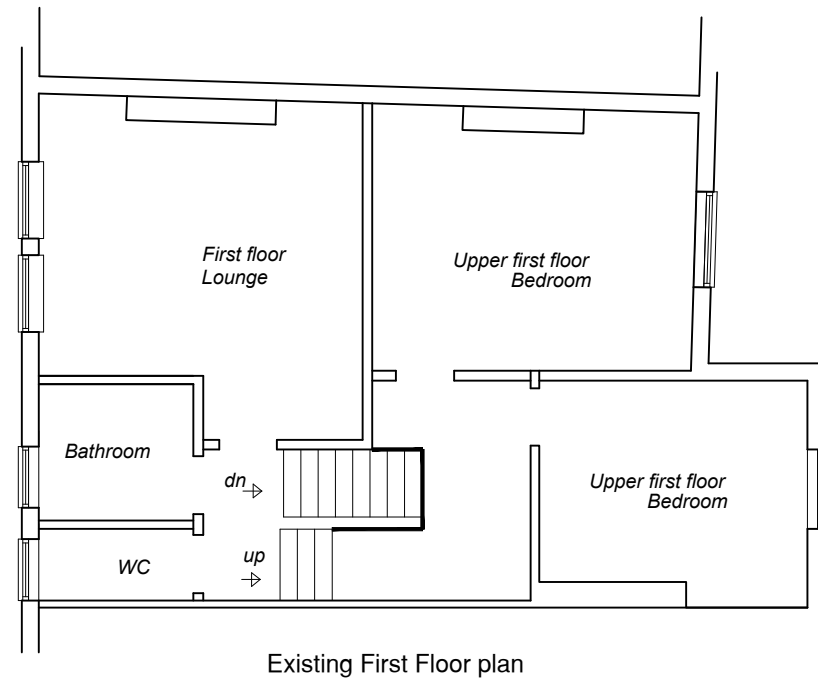 First floor
Lounge
Upper first floor
Bedroom
Bathroom
dn
Upper first floor
Bedroom
up
WC
Existing First Floor plan